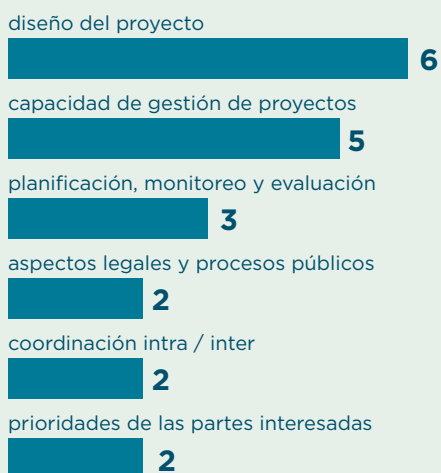 diseño del proyecto
6
capacidad de gestión de proyectos
5
planificación, monitoreo y evaluación
3
aspectos legales y procesos públicos
2
coordinación intra / inter
2
prioridades de las partes interesadas
2